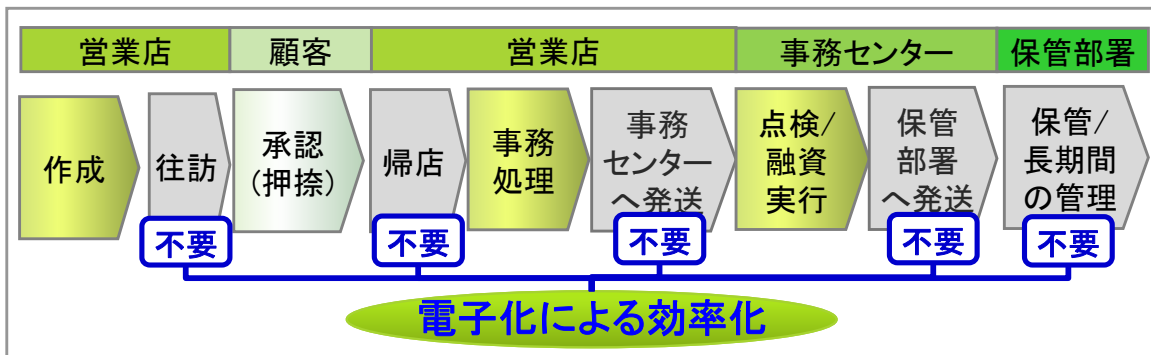 営業店
顧客
営業店
事務センター
保管部署
作成
往訪
承認
(押捺)
帰店
事務
処理
事務
センター
へ発送
点検/
融資
実行
保管
部署
へ発送
保管/
長期間
の管理
不要
不要
不要
不要
不要
電子化による効率化